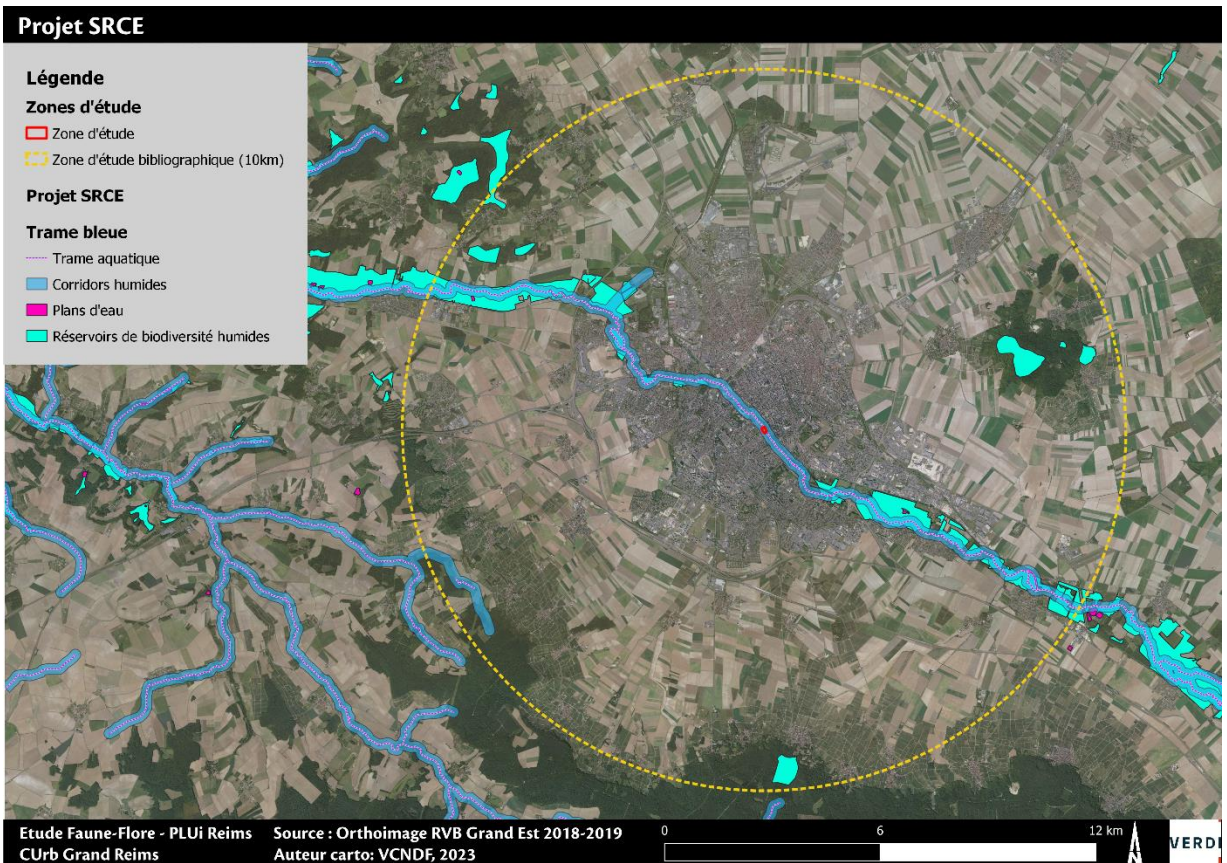 Projet SRCE
Légende
Zones d'étude
Zone d'étude
Zone d'étude bibliographique (10km)
Projet SRCE
Trame bleue
Trame aquatique
Corridors humides
Plans d'eau
Réservoirs de biodiversité humides
Etude Faune-Flore - PLUi Reims
CUrb Grand Reims
Source : Orthoimage RVB Grand Est 2018-2019
Auteur carto: VCNDF, 2023
0 6 12 km
VERDI